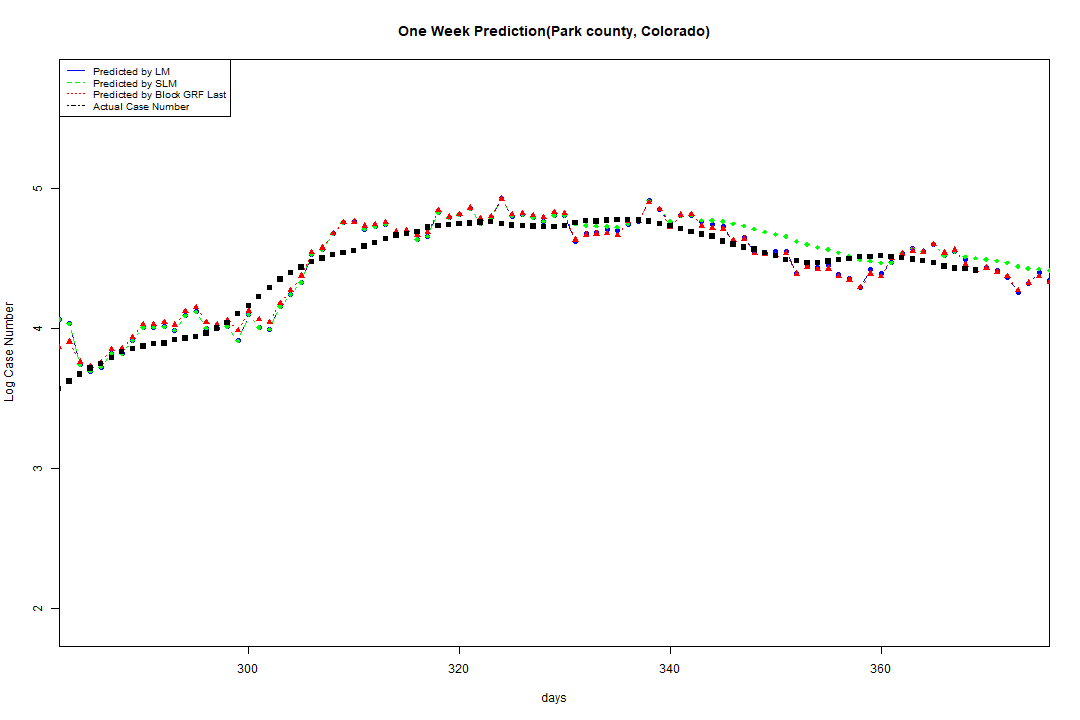 One Week Prediction(Park county, Colorado)
Predicted by LM
Predicted by SLM
Predicted by Block GRF Last
Actual Case Number
5
4
3
2
Log Case Number
300
320
340
360
days